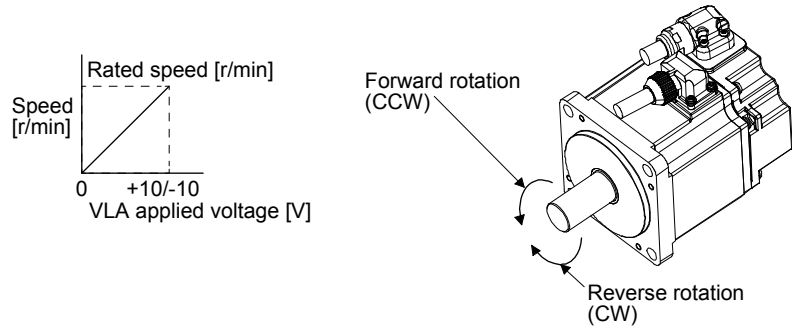 Rated speed [r/min]
Speed
[r/min]
0
+10/-10
VLA applied voltage [V]
Forward rotation
(CCW)
Reverse rotation
(CW)